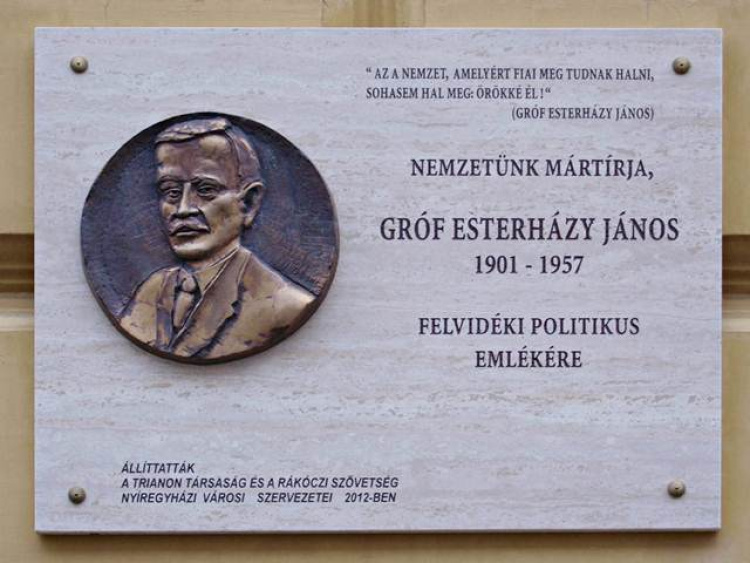 “ AZ A NEMZET, AMELYÉRT FIAI MEG TUDNAK HALNI,
SOHASEM HAL MEG: ÖRÖKKÉ ÉL !“
(GRÓF ESTERHÁZY JÁNOS)
NEMZETÜNK MÁRTÍRJA,
GRÓF ESTERHÁZY JÁNOS
1901 - 1957
FELVIDÉKI POLITIKUS
EMLÉKÉRE
ÁLLÍTTATTÁK
A TRIANON TÁRSASÁG ÉS A RÁKÓCZI SZÖVETSÉG
NYÍREGYHÁZI VÁROSI SZERVEZETEI 2012-BEN